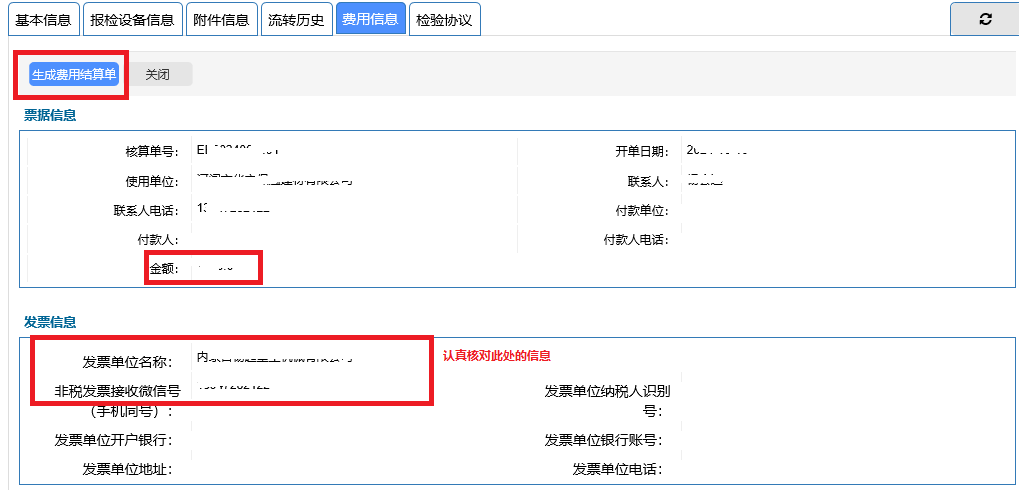 基本信息 报检设备信息 附件信息 流转历史 费用信息 检验协议
生成费用结算单 关闭
票据信息
核算单号: 开单日期:
使用单位: 联系人:
联系人电话: 付款单位:
付款人: 付款人电话:
金额:
发票信息
发票单位名称: 认真核对此处的信息
非税发票接收微信号 发票单位纳税人识别
（手机同号）: 号:
发票单位开户银行: 发票单位银行账号:
发票单位地址: 发票单位电话: